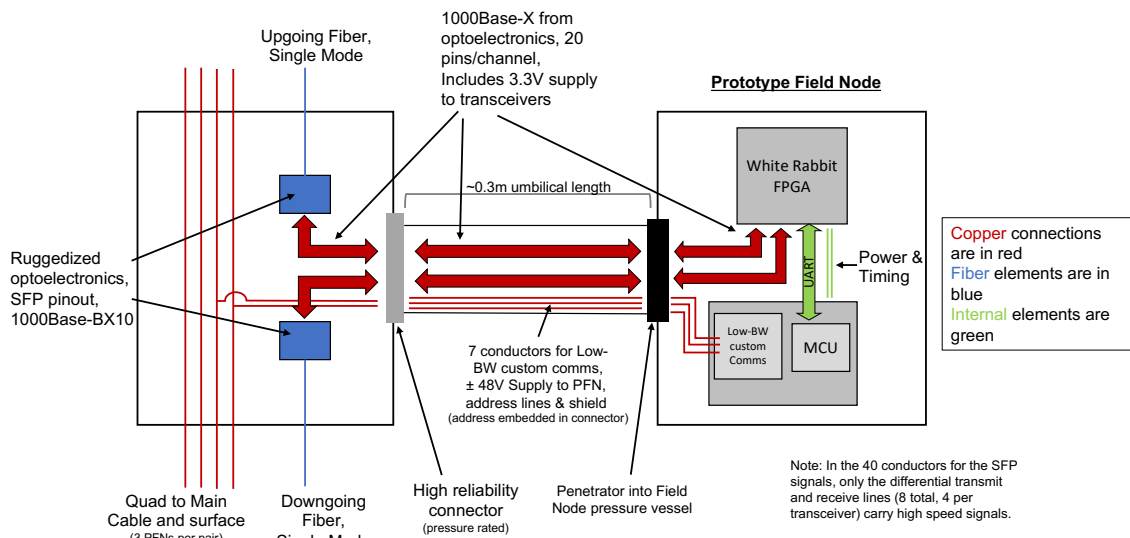 Upgoing Fiber,
Single Mode
1000Base-X from
optoelectronics, 20
pins/channel,
Includes 3.3V supply
to transceivers
Prototype Field Node
White Rabbit
FPGA
~0.3m umbilical length
Ruggedized
optoelectronics,
SFP pinout,
1000Base-BX10
UART
Power &
Timing
Copper connections
are in red
Fiber elements are in
blue
Internal elements are
green
Low-BW
custom
Comms
MCU
7 conductors for Low-
BW custom comms,
± 48V Supply to PFN,
address lines & shield
(address embedded in connector)
Quad to Main
Cable and surface
(3 PFNs per pair)
Downgoing
Fiber,
Single Mode
High reliability
connector
(pressure rated)
Penetrator into Field
Node pressure vessel
Note: In the 40 conductors for the SFP
signals, only the differential transmit
and receive lines (8 total, 4 per
transceiver) carry high speed signals.